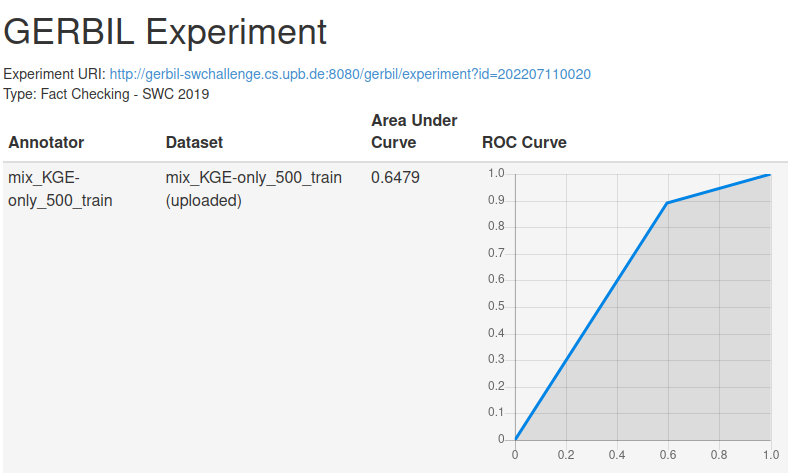 GERBIL Experiment
Experiment URI: http://gerbil-swchallenge.cs.upb.de:8080/gerbil/experiment?id=202207110020
Type: Fact Checking - SWC 2019
Annotator Dataset Area Under Curve ROC Curve
mix_KGE-only_500_train mix_KGE-only_500_train (uploaded) 0.6479
1.0
0.9
0.8
0.7
0.6
0.5
0.4
0.3
0.2
0.1
0
0 0.2 0.4 0.6 0.8 1.0